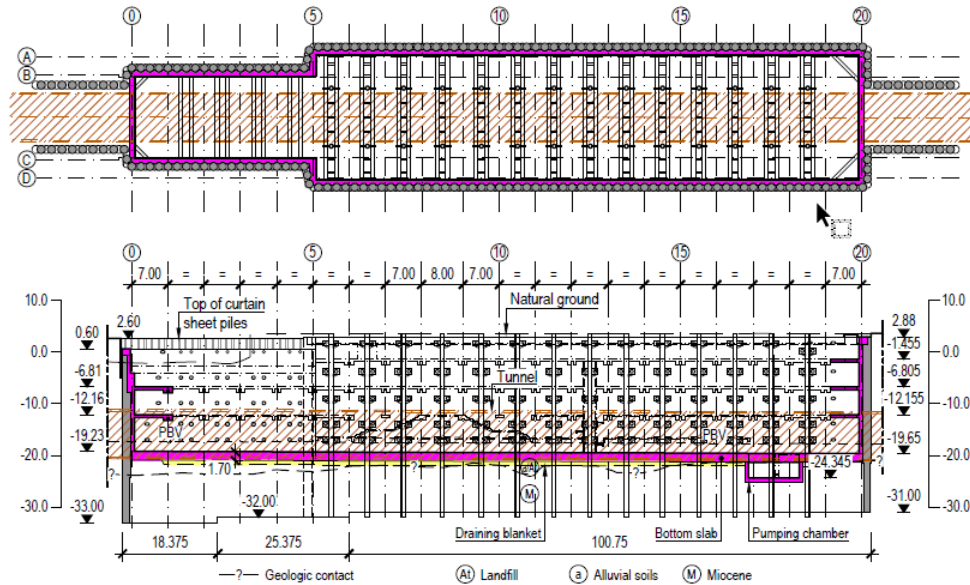 0 5 10 15 20
A
B
C
D
0 5 10 15 20
7.00 = = = = = = 7.00 8.00 7.00 = = = = = = = = = 7.00
10.0 Top of curtain Natural ground 10.0
sheet piles
0.60 2.60 2.88
0.0 -1.455 0.0
-6.81 Tunnel -6.805
-10.0 -10.0
-12.16 -12.155
PBV PBV
-19.23 -19.65
-20.0 -20.0
? 1.70 ? (A) -?- -24.345 ?
M
-30.0 -32.00 -30.0
-33.00 -31.00
Draining blanket Bottom slab Pumping chamber
18.375 25.375 100.75
—?— Geologic contact At Landfill a Alluvial soils M Miocene